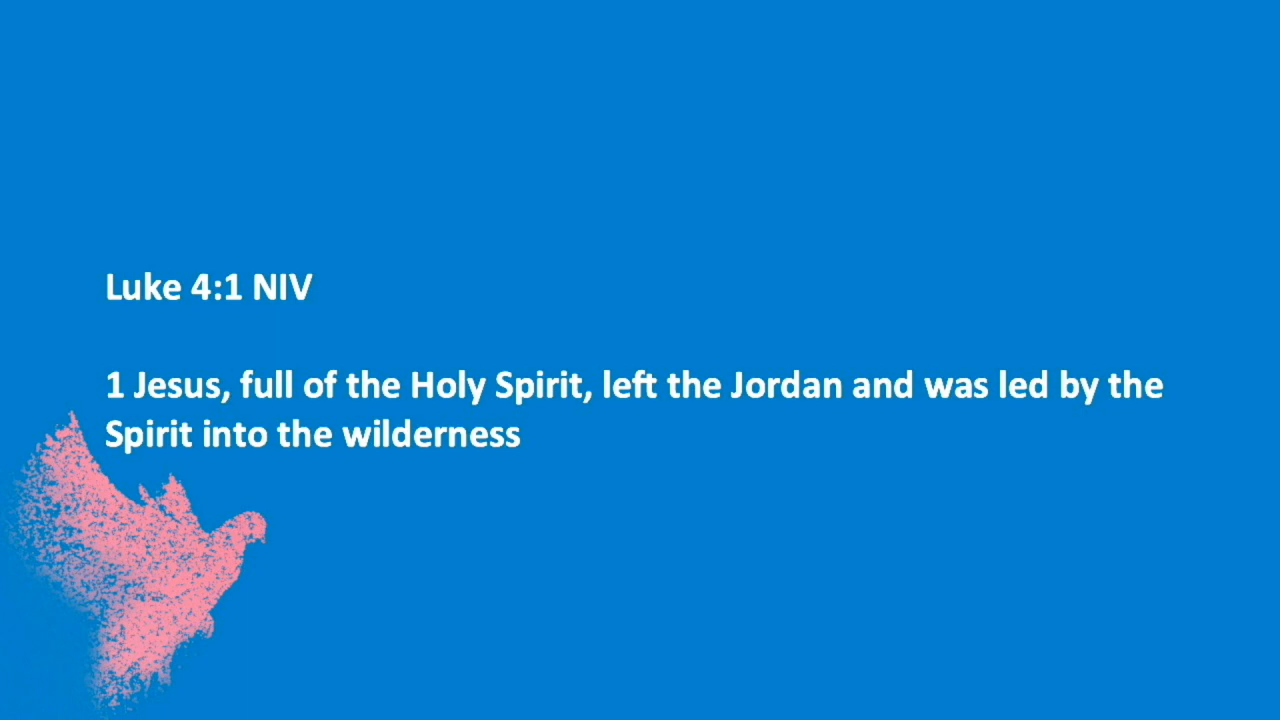 Luke 4:1 NIV
1 Jesus, full of the Holy Spirit, left the Jordan and was led by the
Spirit into the wilderness